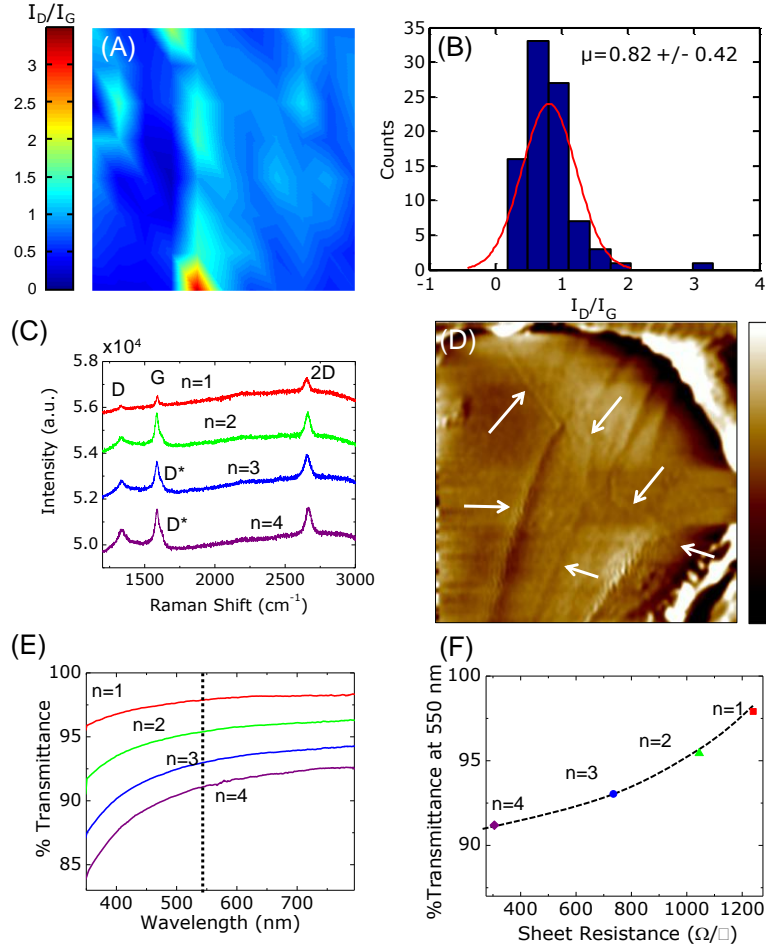 I_D/I_G
(A)
3
2.5
2
1.5
1
0.5
0
(B)
μ=0.82 +/- 0.42
Counts
35
30
25
20
15
10
5
0
-1 0 1 2 3 4
I_D/I_G
(C)
x10⁴
5.8
5.6
5.4
5.2
5.0
Intensity (a.u.)
D G 2D
n=1
n=2
D* n=3
D* n=4
1500 2000 2500 3000
Raman Shift (cm⁻¹)
(D)
(E)
100
95
90
85
% Transmittance
n=1
n=2
n=3
n=4
400 500 600 700
Wavelength (nm)
(F)
100
95
90
%Transmittance at 550 nm
n=1
n=2
n=3
n=4
400 600 800 1000 1200
Sheet Resistance (Ω/□)